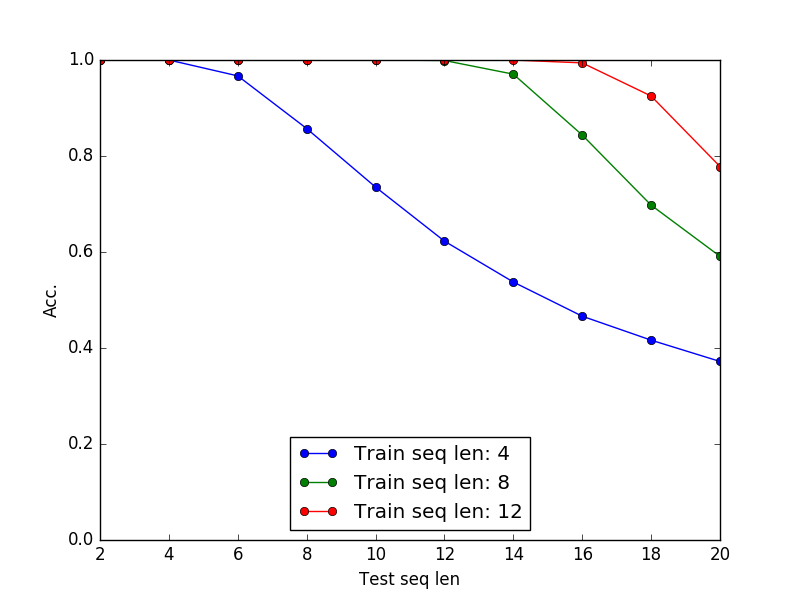 1.0
0.8
0.6
0.4
0.2
0.0
Acc.
Train seq len: 4
Train seq len: 8
Train seq len: 12
2 4 6 8 10 12 14 16 18 20
Test seq len